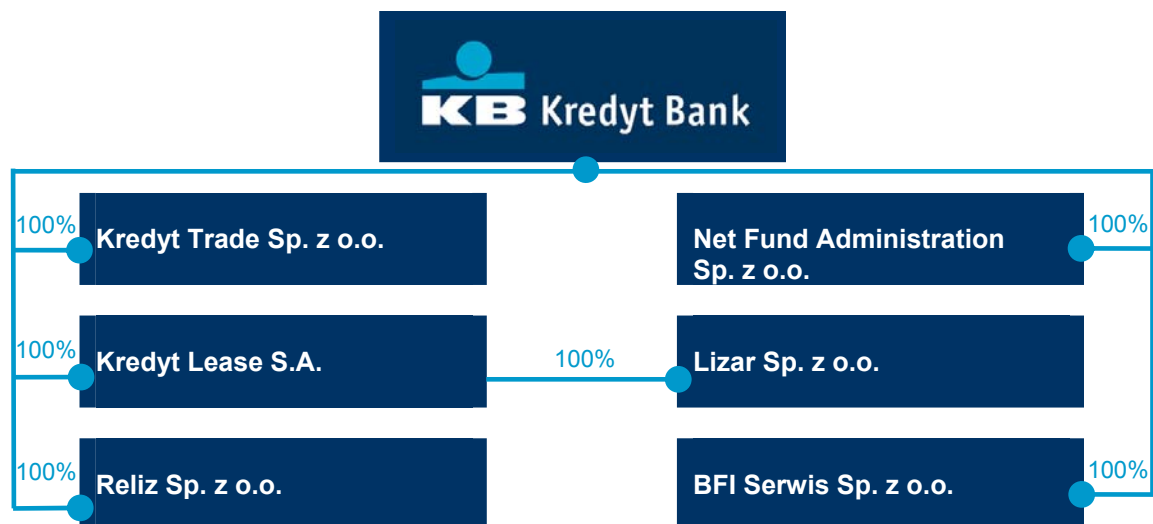 KB Kredyt Bank
100%
Kredyt Trade Sp. z o.o.
Net Fund Administration
Sp. z o.o.
100%
100%
Kredyt Lease S.A.
100%
Lizar Sp. z o.o.
100%
Reliz Sp. z o.o.
BFI Serwis Sp. z o.o.
100%